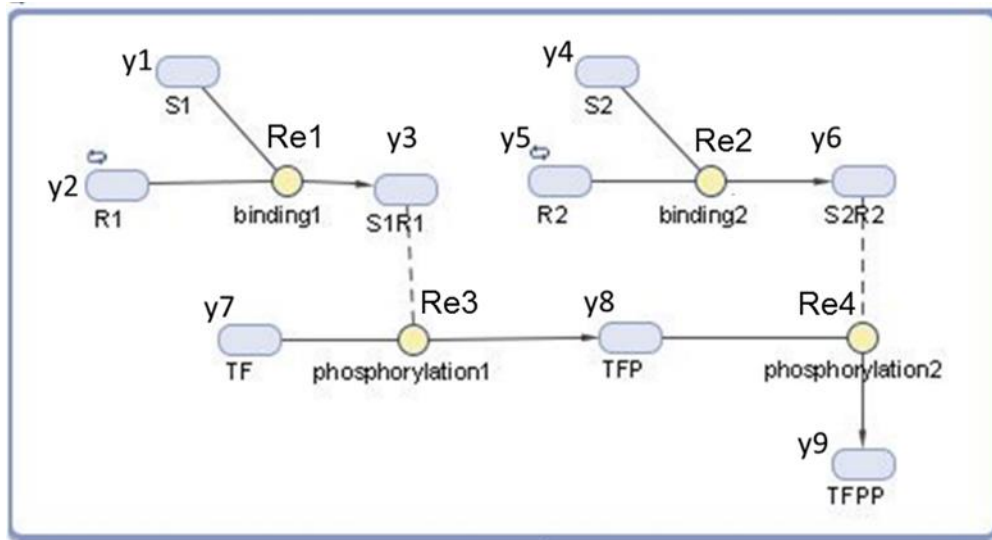 y1
S1
y2
R1
Re1
binding1
y3
S1R1
y4
S2
y5
R2
Re2
binding2
y6
S2R2
y7
TF
Re3
phosphorylation1
y8
TFP
Re4
phosphorylation2
y9
TFPP